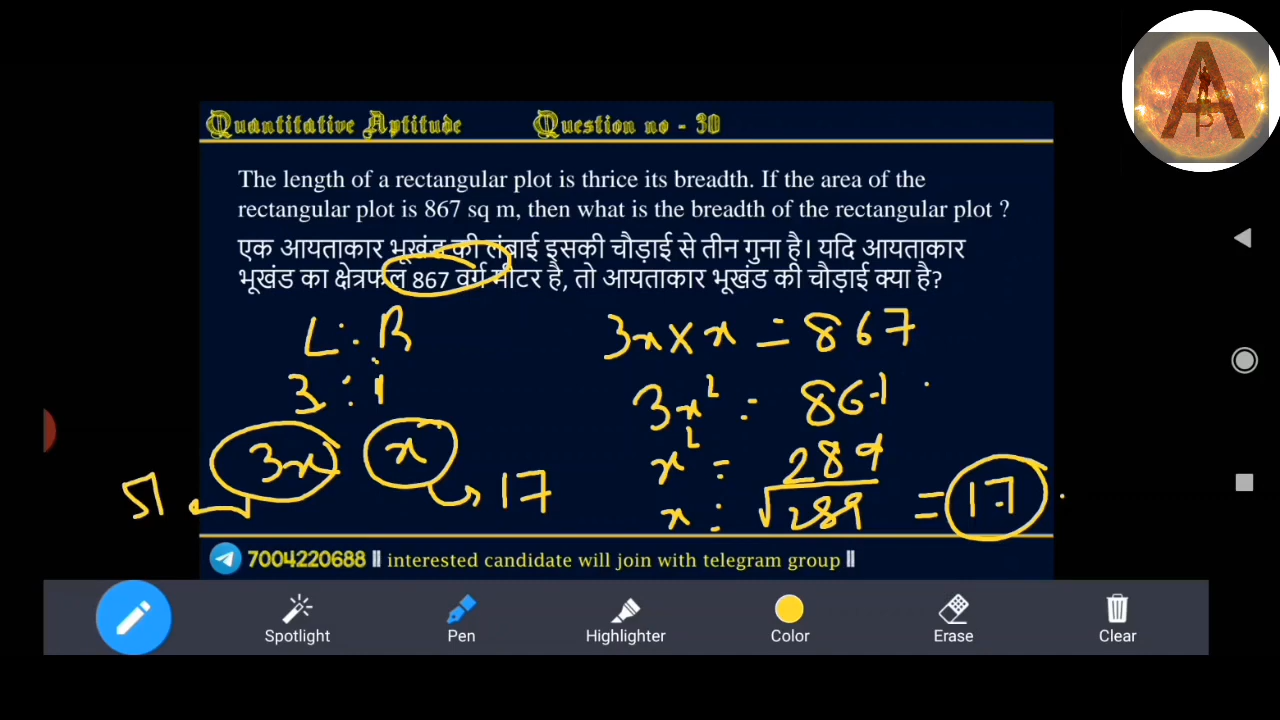 Quantitative Aptitude Question no - 30
The length of a rectangular plot is thrice its breadth. If the area of the
rectangular plot is 867 sq m, then what is the breadth of the rectangular plot ?
एक आयताकार भूखंड की लंबाई इसकी चौड़ाई से तीन गुना है। यदि आयताकार
भूखंड का क्षेत्रफल 867 वर्ग मीटर है, तो आयताकार भूखंड की चौड़ाई क्या है?
L : B
3 : 1
3x x
51 17
3x × x = 867
3x² = 867
x² = 289
x = √289 = 17
7004220688 || interested candidate will join with telegram group ||
Spotlight Pen Highlighter Color Erase Clear